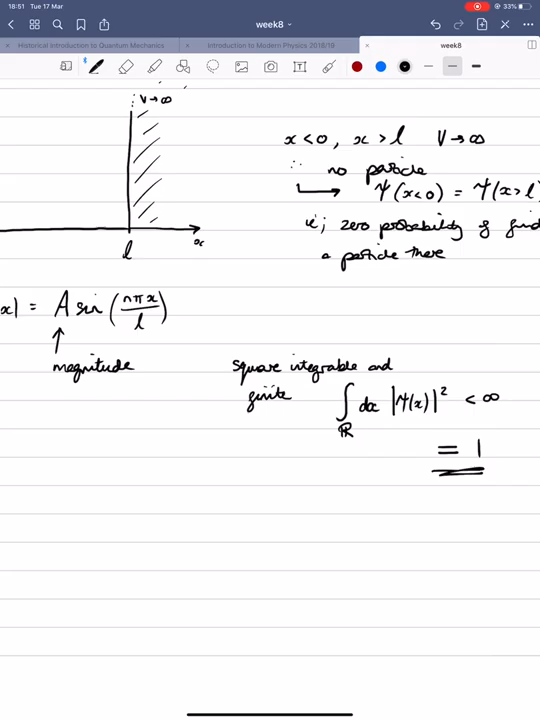 18:51 Tue 17 Mar
33%
week8
Historical Introduction to Quantum Mechanics
Introduction to Modern Physics 2018/19
week8
V→∞
x<0, x>l V→∞
∴ no particle
ψ(x<0) = ψ(x>l)
ie; zero probability of find
a particle there
x
l
x) = A sin(nπx/l)
magnitude
square integrable and
finite
∫ℝ dx |ψ(x)|² < ∞
= 1